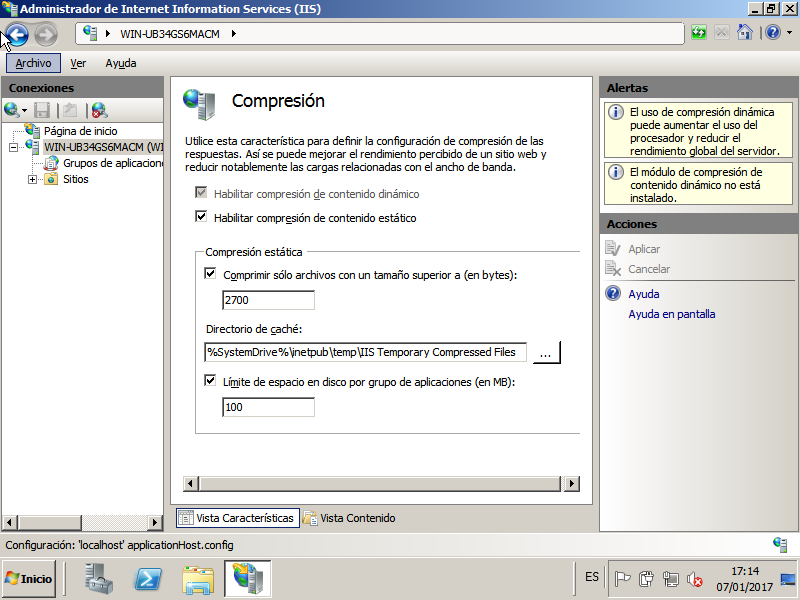 Administrador de Internet Information Services (IIS)
WIN-UB34GS6MACM
Archivo Ver Ayuda
Conexiones
Página de inicio
WIN-UB34GS6MACM (WI
Grupos de aplicacion
Sitios
Compresión
Utilice esta característica para definir la configuración de compresión de las
respuestas. Así se puede mejorar el rendimiento percibido de un sitio web y
reducir notablemente las cargas relacionadas con el ancho de banda.
Habilitar compresión de contenido dinámico
Habilitar compresión de contenido estático
Compresión estática
Comprimir sólo archivos con un tamaño superior a (en bytes):
2700
Directorio de caché:
%SystemDrive%\inetpub\temp\IIS Temporary Compressed Files
...
Límite de espacio en disco por grupo de aplicaciones (en MB):
100
Vista Características Vista Contenido
Alertas
El uso de compresión dinámica
puede aumentar el uso del
procesador y reducir el
rendimiento global del servidor.
El módulo de compresión de
contenido dinámico no está
instalado.
Acciones
Aplicar
Cancelar
Ayuda
Ayuda en pantalla
Configuración: 'localhost' applicationHost.config
Inicio
ES
17:14
07/01/2017